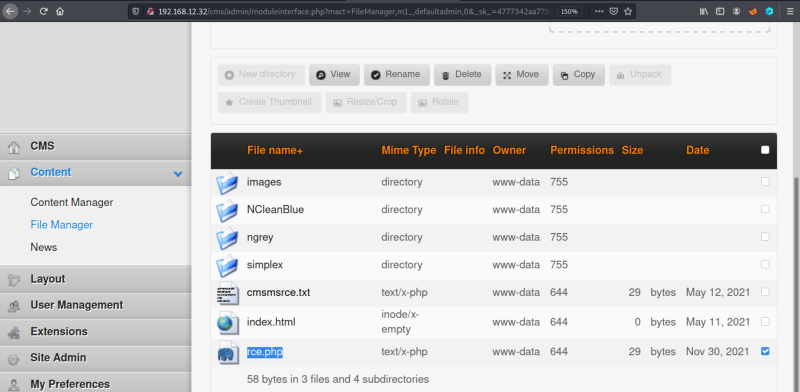 192.168.12.32/cms/admin/moduleinterface.php?mact=FileManager,m1_,defaultadmin,0&_sk_=4777342aa775
150%
New directory View Rename Delete Move Copy Unpack
Create Thumbnail Resize/Crop Rotate
CMS
Content
Content Manager
File Manager
News
Layout
User Management
Extensions
Site Admin
My Preferences
File name+ Mime Type File info Owner Permissions Size Date
images directory www-data 755
NCleanBlue directory www-data 755
ngrey directory www-data 755
simplex directory www-data 755
cmsmsrce.txt text/x-php www-data 644 29 bytes May 12, 2021
index.html inode/x-empty www-data 644 0 bytes May 11, 2021
rce.php text/x-php www-data 644 29 bytes Nov 30, 2021
58 bytes in 3 files and 4 subdirectories